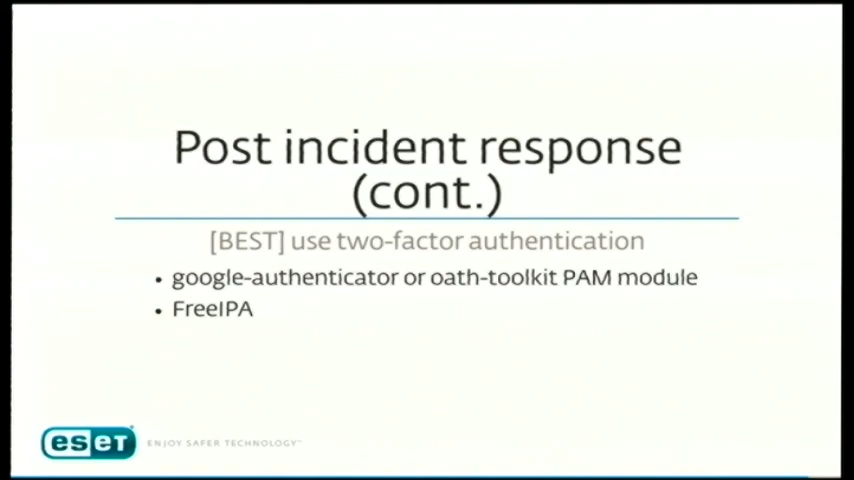 Post incident response
(cont.)
[BEST] use two-factor authentication
• google-authenticator or oath-toolkit PAM module
• FreeIPA
eset
ENJOY SAFER TECHNOLOGY™